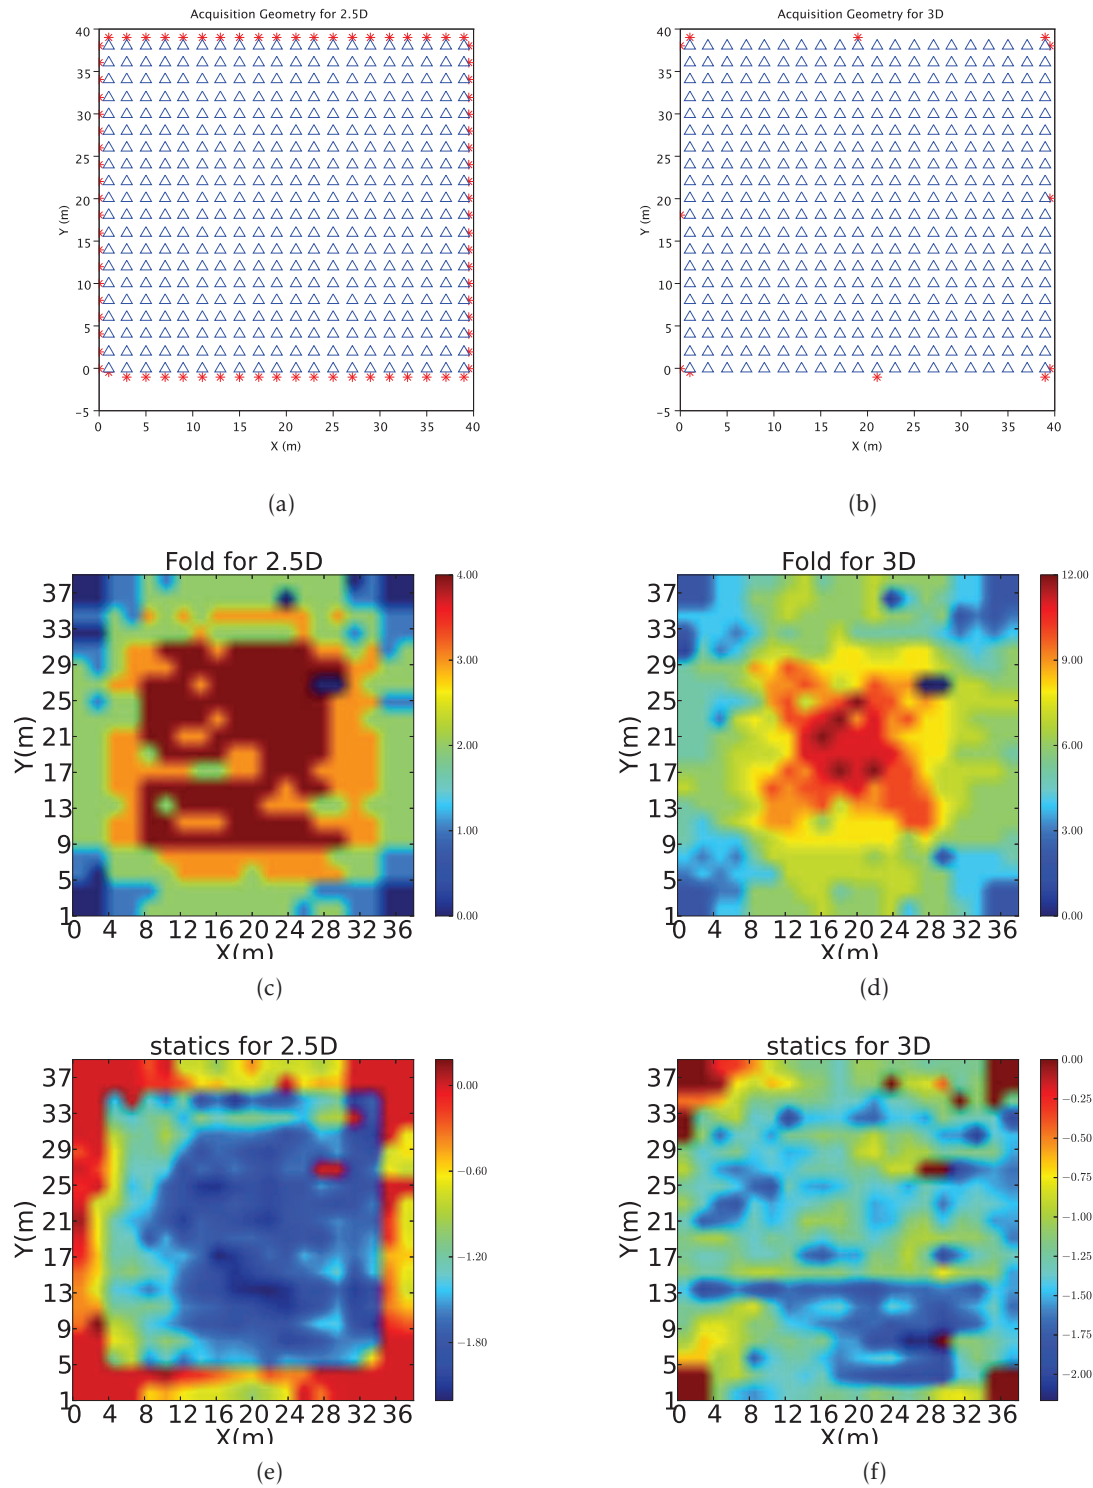 Acquisition Geometry for 2.5D
40
35
30
25
20
15
10
5
0
−5
Y (m)
0 5 10 15 20 25 30 35 40
X (m)
(a)
Acquisition Geometry for 3D
40
35
30
25
20
15
10
5
0
−5
Y (m)
0 5 10 15 20 25 30 35 40
X (m)
(b)
Fold for 2.5D
37
33
29
25
21
17
13
9
5
1
Y(m)
0 4 8 12 16 20 24 28 32 36
X(m)
4.00
3.00
2.00
1.00
0.00
(c)
Fold for 3D
37
33
29
25
21
17
13
9
5
1
Y(m)
0 4 8 12 16 20 24 28 32 36
X(m)
12.00
9.00
6.00
3.00
0.00
(d)
statics for 2.5D
37
33
29
25
21
17
13
9
5
1
Y(m)
0 4 8 12 16 20 24 28 32 36
X(m)
0.00
−0.60
−1.20
−1.80
(e)
statics for 3D
37
33
29
25
21
17
13
9
5
1
Y(m)
0 4 8 12 16 20 24 28 32 36
X(m)
0.00
−0.25
−0.50
−0.75
−1.00
−1.25
−1.50
−1.75
−2.00
(f)